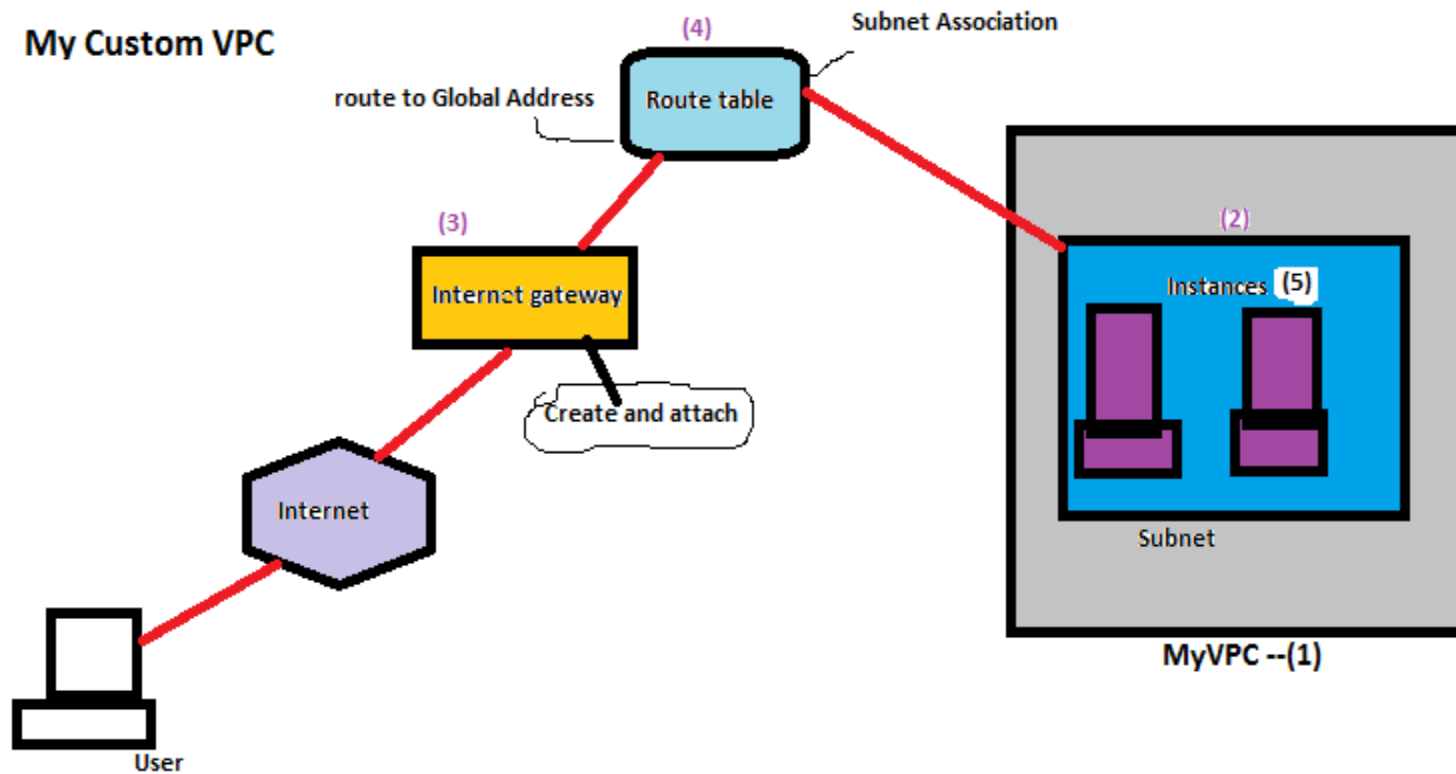 My Custom VPC
(4)
Subnet Association
route to Global Address
Route table
(3)
(2)
Internet gateway
Instances (5)
Create and attach
Internet
Subnet
MyVPC --(1)
User